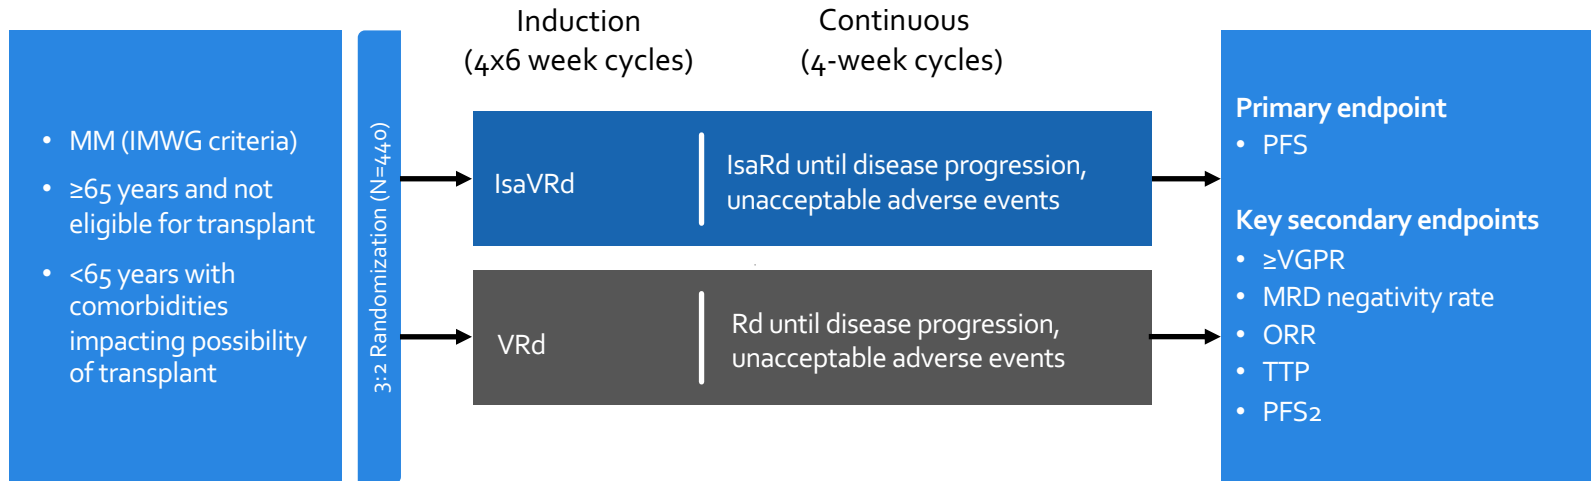 Induction
(4x6 week cycles)
Continuous
(4-week cycles)
• MM (IMWG criteria)
• ≥65 years and not
eligible for transplant
• <65 years with
comorbidities
impacting possibility
of transplant
3:2 Randomization (N=440)
IsaVRd
IsaRd until disease progression,
unacceptable adverse events
VRd
Rd until disease progression,
unacceptable adverse events
Primary endpoint
• PFS
Key secondary endpoints
• ≥VGPR
• MRD negativity rate
• ORR
• TTP
• PFS2